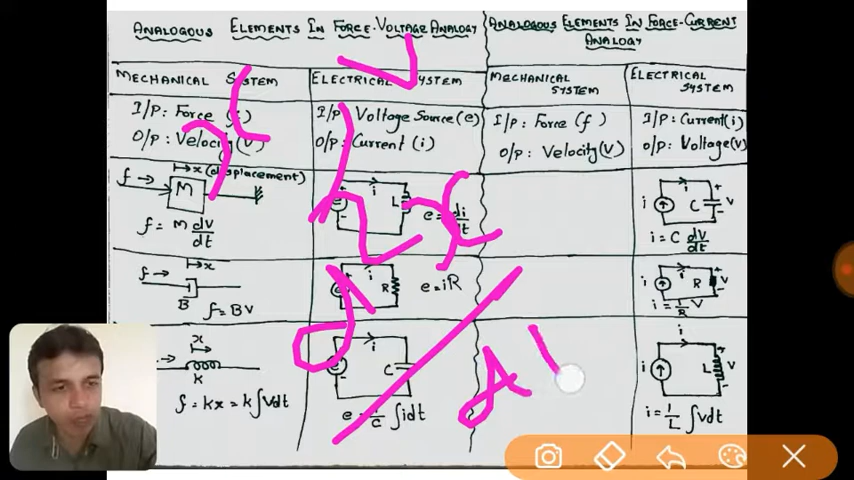 ANALOGOUS ELEMENTS IN FORCE-VOLTAGE ANALOGY
ANALOGOUS ELEMENTS IN FORCE-CURRENT ANALOGY
MECHANICAL SYSTEM
ELECTRICAL SYSTEM
MECHANICAL SYSTEM
ELECTRICAL SYSTEM
I/P: Force (f)
O/P: Velocity (V)
I/P: Voltage Source (e)
O/P: Current (i)
I/P: Force (f)
O/P: Velocity (V)
I/P: Current (i)
O/P: Voltage (V)
f → x (displacement)
M
f = M dV/dt
i
e + - L
e = di/dt
i
i C + V -
i = C dV/dt
f → x
B
f = BV
i
+ - R
e = iR
i R + V -
i = 1/R V
x
K
f = kx = k ∫Vdt
i
e + - C
e = 1/C ∫ idt
i
i L + V -
i = 1/L ∫Vdt